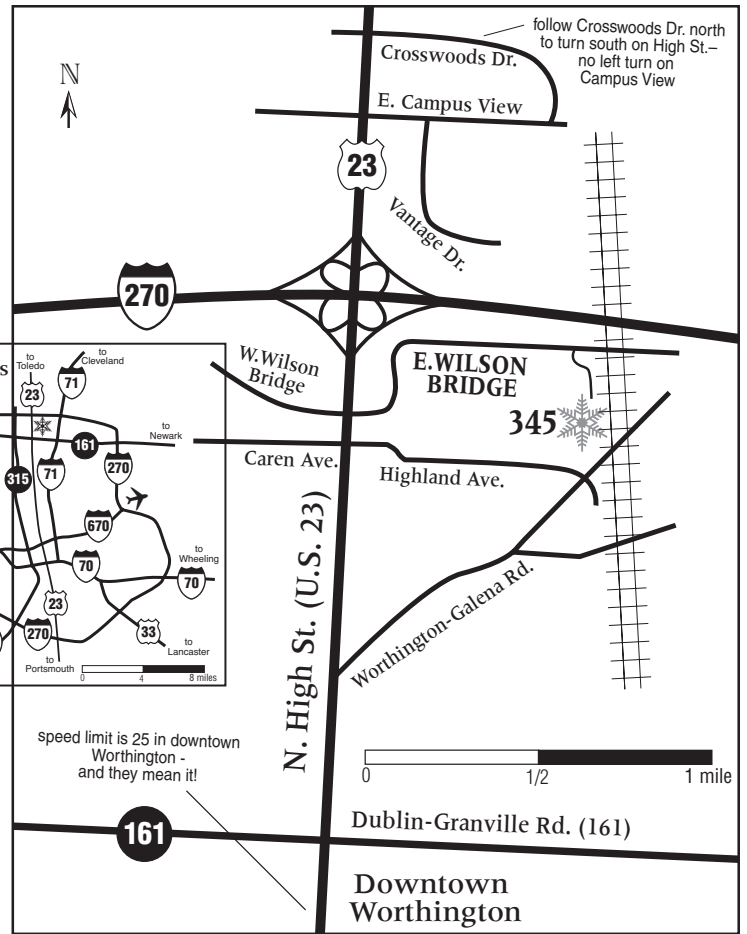 follow Crosswoods Dr. north
to turn south on High St.–
no left turn on
Campus View
N
Crosswoods Dr.
E. Campus View
23
Vantage Dr.
270
W.Wilson
Bridge
E.WILSON
BRIDGE
345
Caren Ave.
Highland Ave.
N. High St. (U.S. 23)
Worthington-Galena Rd.
s
to
Toledo
to
Cleveland
23
71
to
Newark
161
315
71
270
670
70
to
Wheeling
70
23
270
33
to
Lancaster
to
Portsmouth
0 4 8 miles
speed limit is 25 in downtown
Worthington -
and they mean it!
0 1/2 1 mile
161
Dublin-Granville Rd. (161)
Downtown
Worthington